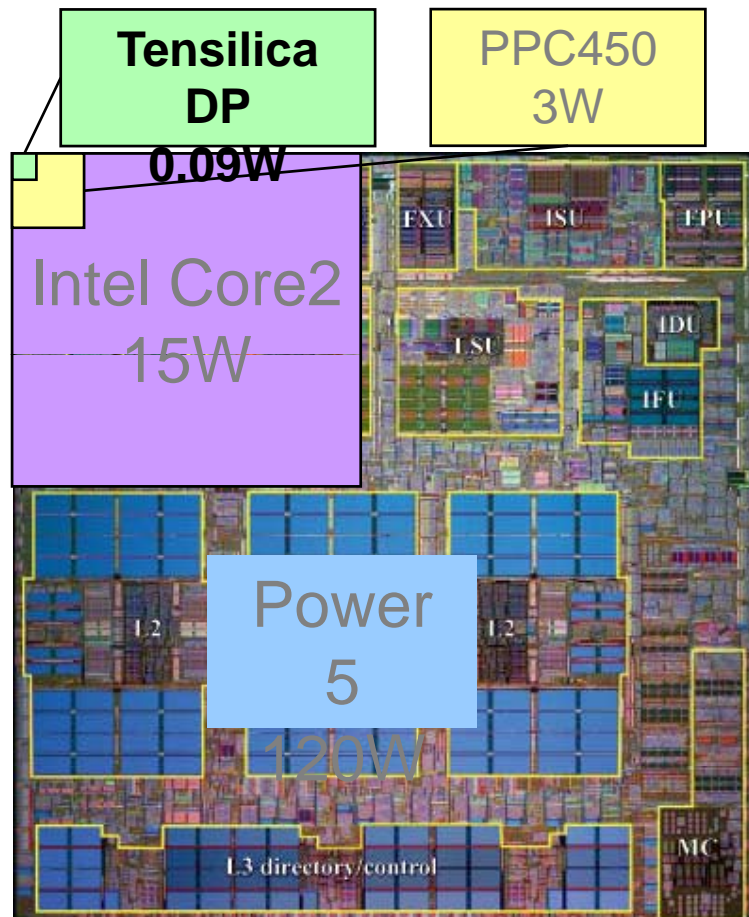 Tensilica
DP
0.09W
PPC450
3W
FXU
ISU
FPU
Intel Core2
15W
LSU
IDU
IFU
L2
Power
5
120W
L2
L3 directory/control
MC